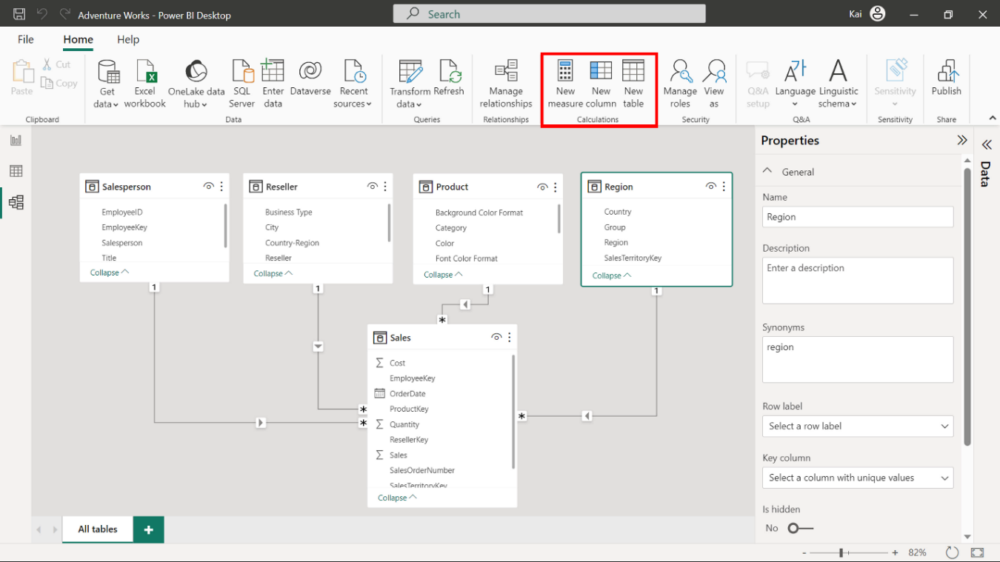 Adventure Works - Power BI Desktop
Search
Kai
File
Home
Help
Paste
Cut
Copy
Clipboard
Get data
Excel workbook
OneLake data hub
SQL Server
Enter data
Dataverse
Recent sources
Data
Transform data
Refresh
Queries
Manage relationships
Relationships
New measure
New column
New table
Calculations
Manage roles
View as
Security
Q&A setup
Language
Linguistic schema
Q&A
Sensitivity
Sensitivity
Publish
Share
Salesperson
EmployeeID
EmployeeKey
Salesperson
Title
Collapse
1
Reseller
Business Type
City
Country-Region
Reseller
Collapse
1
Product
Background Color Format
Category
Color
Font Color Format
Collapse
1
*
Region
Country
Group
Region
SalesTerritoryKey
Collapse
1
Sales
Cost
EmployeeKey
OrderDate
ProductKey
Quantity
ResellerKey
Sales
SalesOrderNumber
SalesTerritoryKey
Collapse
*
*
*
Properties
General
Name
Region
Description
Enter a description
Synonyms
region
Row label
Select a row label
Key column
Select a column with unique values
Is hidden
No
Data
All tables
+
-
+
82%